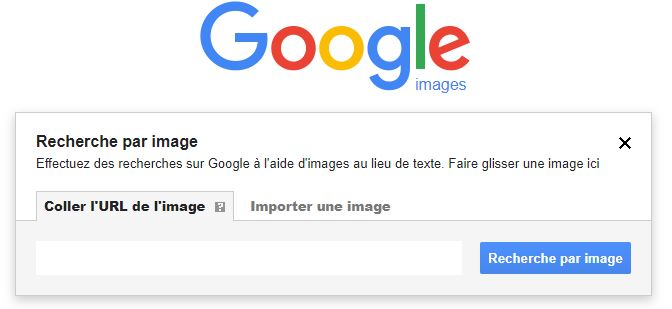 Google
images
Recherche par image
Effectuez des recherches sur Google à l'aide d'images au lieu de texte. Faire glisser une image ici
Coller l'URL de l'image ? Importer une image
Recherche par image